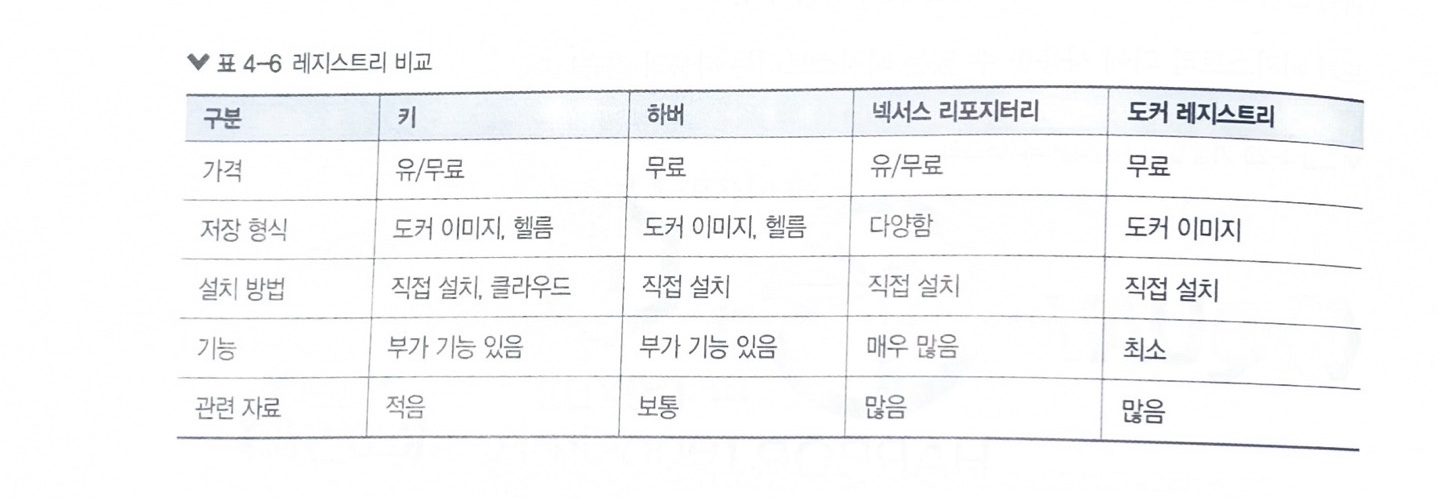 표 4-6 레지스트리 비교
구분 키 하버 넥서스 리포지터리 도커 레지스트리
가격 유/무료 무료 유/무료 무료
저장 형식 도커 이미지, 헬름 도커 이미지, 헬름 다양함 도커 이미지
설치 방법 직접 설치, 클라우드 직접 설치 직접 설치 직접 설치
기능 부가 기능 있음 부가 기능 있음 매우 많음 최소
관련 자료 적음 보통 많음 많음